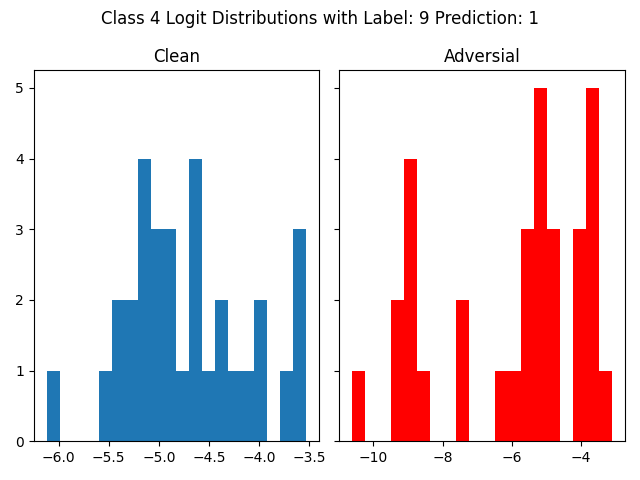 Class 4 Logit Distributions with Label: 9 Prediction: 1
Clean
Adversial
5
4
3
2
1
0
−6.0 −5.5 −5.0 −4.5 −4.0 −3.5
−10 −8 −6 −4